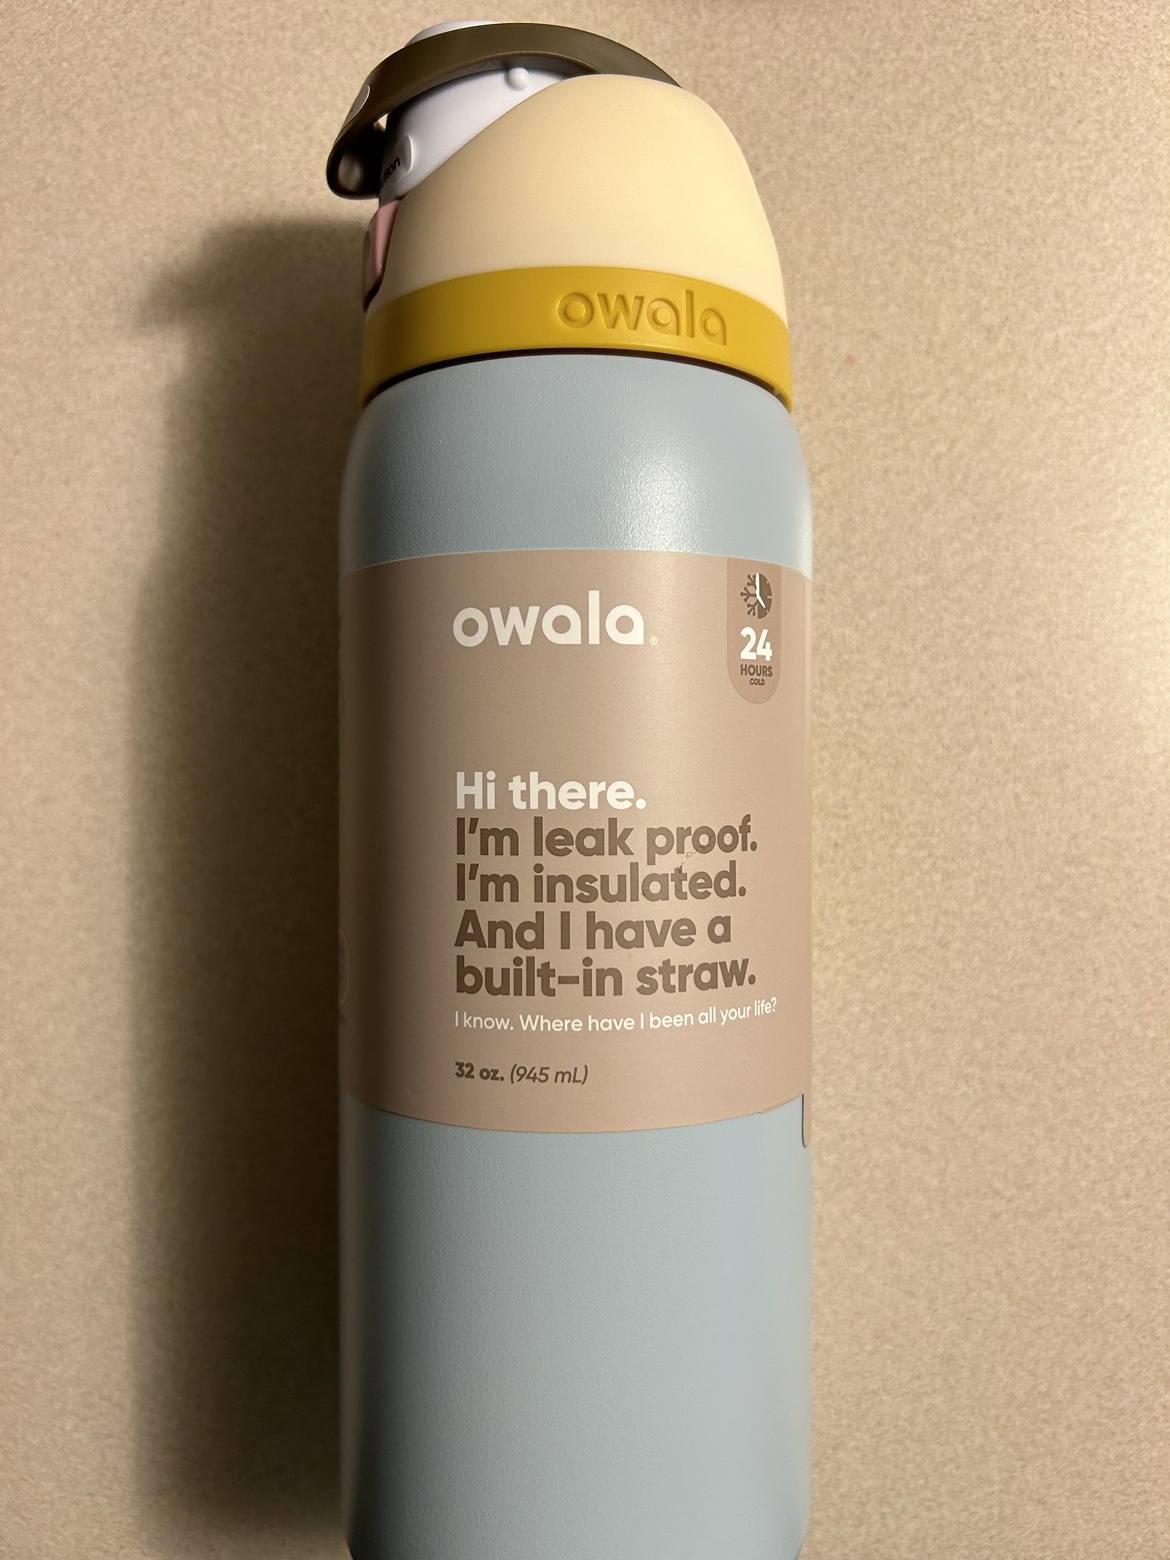 owala
owala®
24
HOURS
COLD
Hi there.
I'm leak proof.
I'm insulated.
And I have a
built-in straw.
I know. Where have I been all your life?
32 oz. (945 mL)